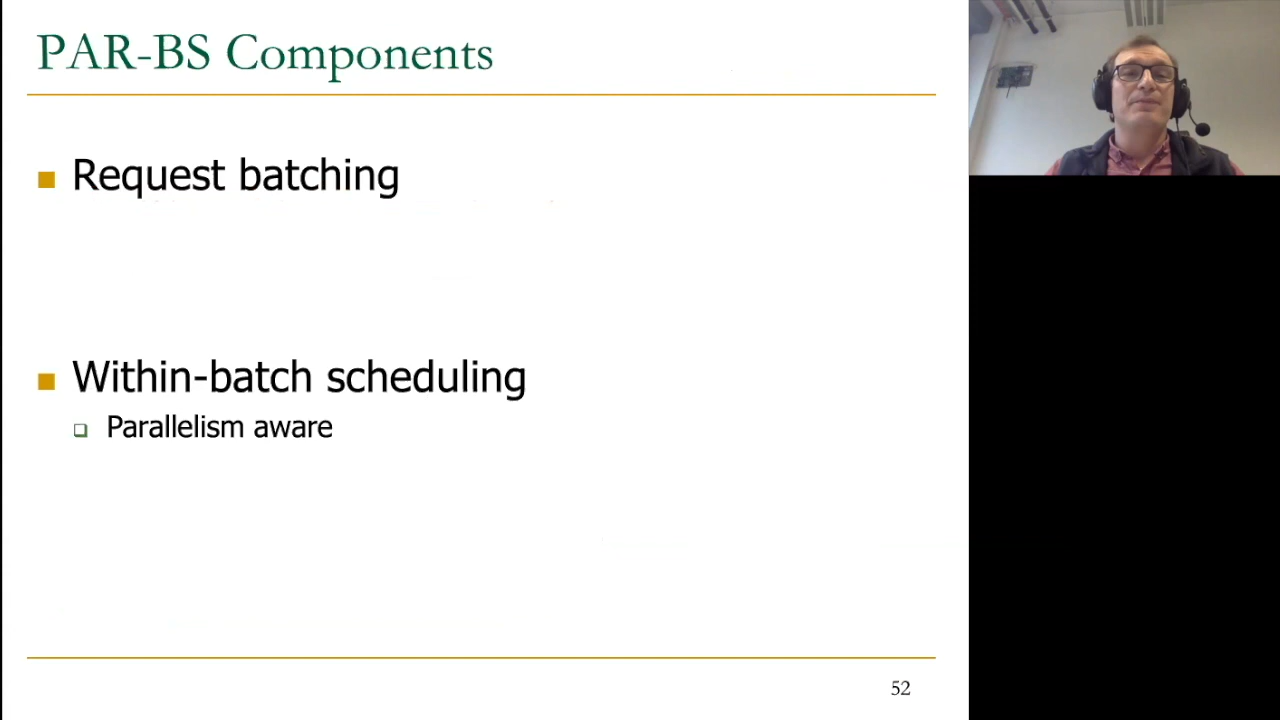 PAR-BS Components
Request batching
Within-batch scheduling
Parallelism aware
52